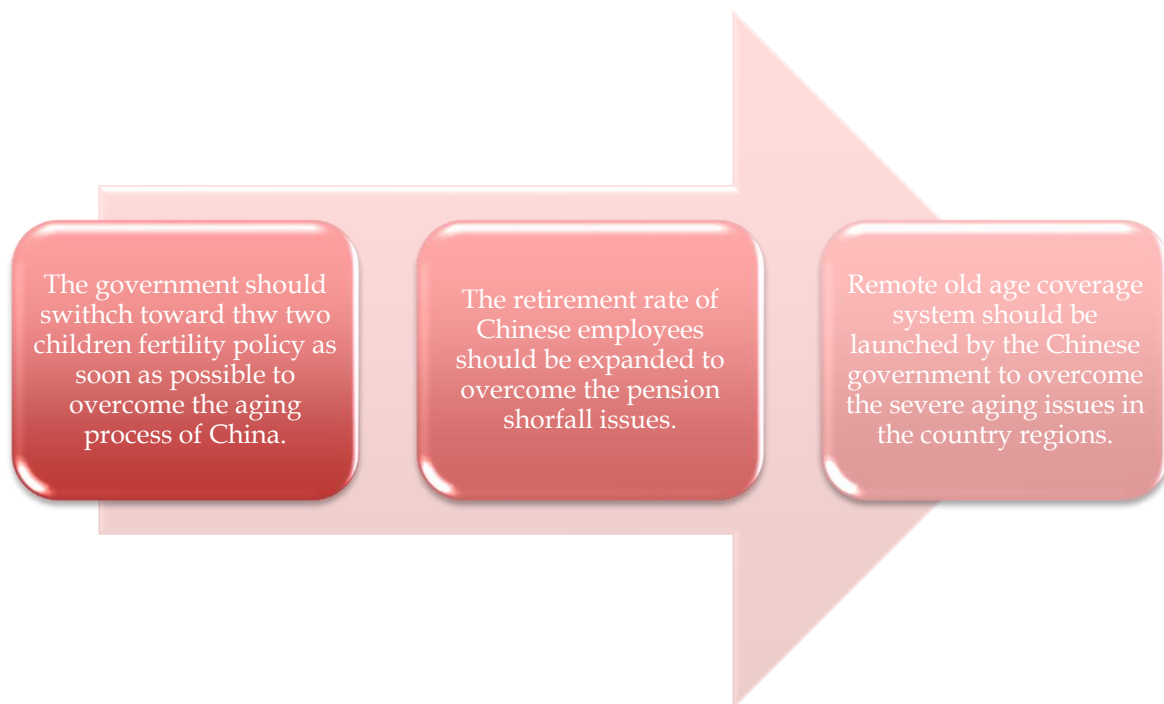 The government should
swithch toward thw two
children fertility policy as
soon as possible to
overcome the aging
process of China.
The retirement rate of
Chinese employees
should be expanded to
overcome the pension
shorfall issues.
Remote old age coverage
system should be
launched by the Chinese
government to overcome
the severe aging issues in
the country regions.